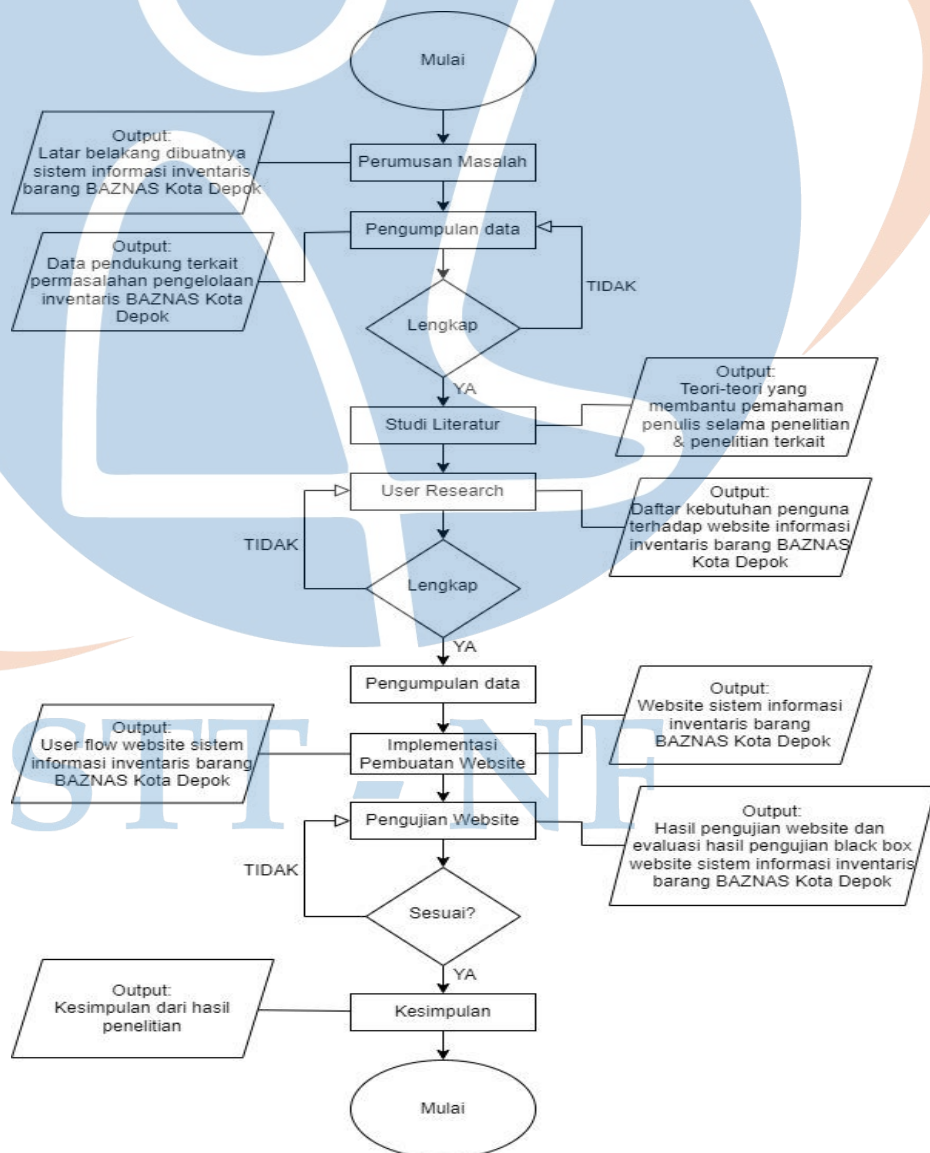 Mulai
Output:
Latar belakang dibuatnya
sistem informasi inventaris
barang BAZNAS Kota Depok
Perumusan Masalah
Pengumpulan data
Output:
Data pendukung terkait
permasalahan pengelolaan
inventaris BAZNAS Kota
Depok
TIDAK
Lengkap
YA
Output:
Teori-teori yang
membantu pemahaman
penulis selama penelitian
& penelitian terkait
Studi Literatur
User Research
Output:
Daftar kebutuhan penguna
terhadap website informasi
inventaris barang BAZNAS
Kota Depok
TIDAK
Lengkap
YA
Pengumpulan data
Output:
Website sistem informasi
inventaris barang
BAZNAS Kota Depok
Output:
User flow website sistem
informasi inventaris barang
BAZNAS Kota Depok
Implementasi
Pembuatan Website
STT - NF
Pengujian Website
Output:
Hasil pengujian website dan
evaluasi hasil pengujian black box
website sistem informasi inventaris
barang BAZNAS Kota Depok
TIDAK
Sesuai?
YA
Output:
Kesimpulan dari hasil
penelitian
Kesimpulan
Mulai